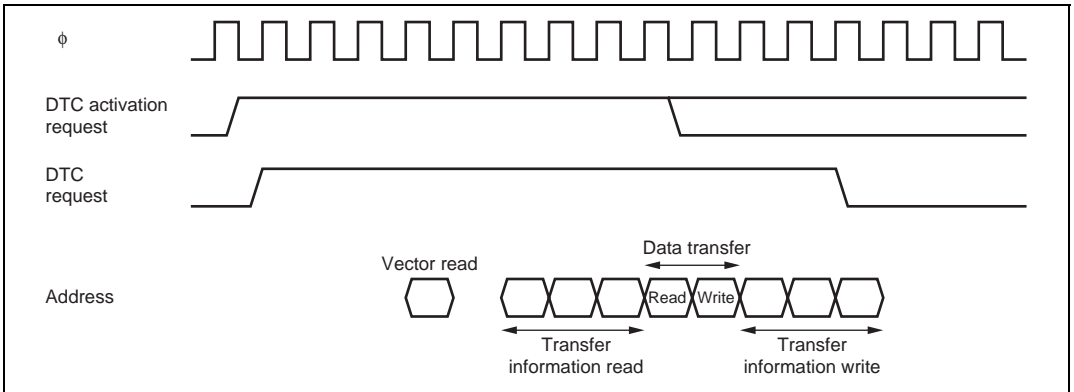 ϕ
DTC activation
request
DTC
request
Data transfer
Vector read
Address
Read Write
Transfer
information read
Transfer
information write